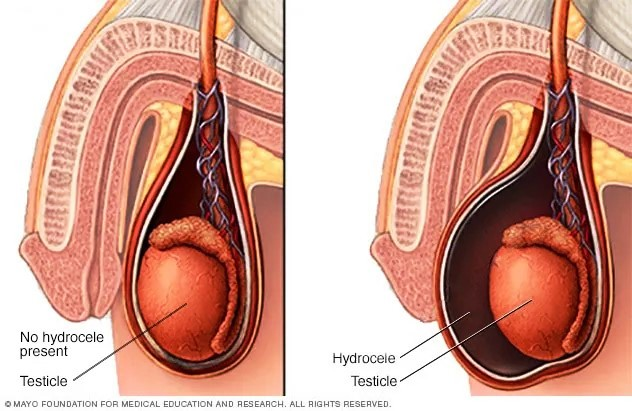 No hydrocele
present
Testicle
Hydrocele
Testicle
© MAYO FOUNDATION FOR MEDICAL EDUCATION AND RESEARCH. ALL RIGHTS RESERVED.